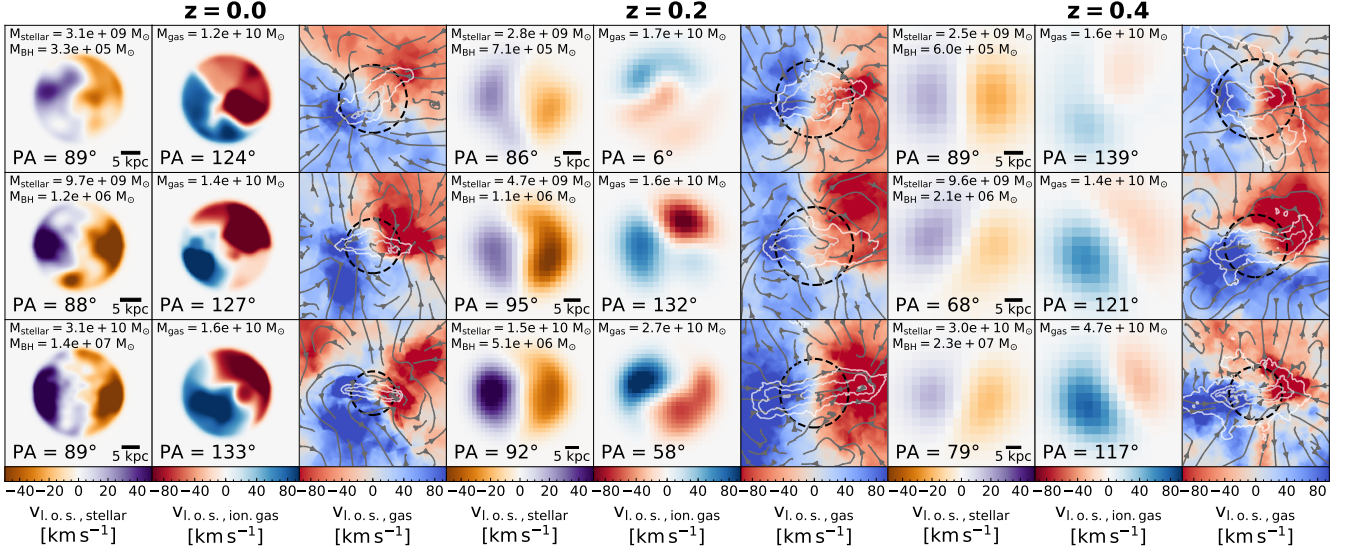 z = 0.0 z = 0.2 z = 0.4
M_stellar = 3.1e + 09 M_⊙ M_gas = 1.2e + 10 M_⊙ M_stellar = 2.8e + 09 M_⊙ M_gas = 1.7e + 10 M_⊙ M_stellar = 2.5e + 09 M_⊙ M_gas = 1.6e + 10 M_⊙
M_BH = 3.3e + 05 M_⊙ M_BH = 7.1e + 05 M_⊙ M_BH = 6.0e + 05 M_⊙
PA = 89° 5 kpc PA = 124° PA = 86° 5 kpc PA = 6° PA = 89° 5 kpc PA = 139°
M_stellar = 9.7e + 09 M_⊙ M_gas = 1.4e + 10 M_⊙ M_stellar = 4.7e + 09 M_⊙ M_gas = 1.6e + 10 M_⊙ M_stellar = 9.6e + 09 M_⊙ M_gas = 1.4e + 10 M_⊙
M_BH = 1.2e + 06 M_⊙ M_BH = 1.1e + 06 M_⊙ M_BH = 2.1e + 06 M_⊙
PA = 88° 5 kpc PA = 127° PA = 95° 5 kpc PA = 132° PA = 68° 5 kpc PA = 121°
M_stellar = 3.1e + 10 M_⊙ M_gas = 1.6e + 10 M_⊙ M_stellar = 1.5e + 10 M_⊙ M_gas = 2.7e + 10 M_⊙ M_stellar = 3.0e + 10 M_⊙ M_gas = 4.7e + 10 M_⊙
M_BH = 1.4e + 07 M_⊙ M_BH = 5.1e + 06 M_⊙ M_BH = 2.3e + 07 M_⊙
PA = 89° 5 kpc PA = 133° PA = 92° 5 kpc PA = 58° PA = 79° 5 kpc PA = 117°
−40 −20 0 20 40 −80 −40 0 40 80 −80 −40 0 40 80 −40 −20 0 20 40 −80 −40 0 40 80 −80 −40 0 40 80 −40 −20 0 20 40 −80 −40 0 40 80 −80 −40 0 40 80
v_l.o.s.,stellar v_l.o.s.,ion.gas v_l.o.s.,gas v_l.o.s.,stellar v_l.o.s.,ion.gas v_l.o.s.,gas v_l.o.s.,stellar v_l.o.s.,ion.gas v_l.o.s.,gas
[km s⁻¹] [km s⁻¹] [km s⁻¹] [km s⁻¹] [km s⁻¹] [km s⁻¹] [km s⁻¹] [km s⁻¹] [km s⁻¹]